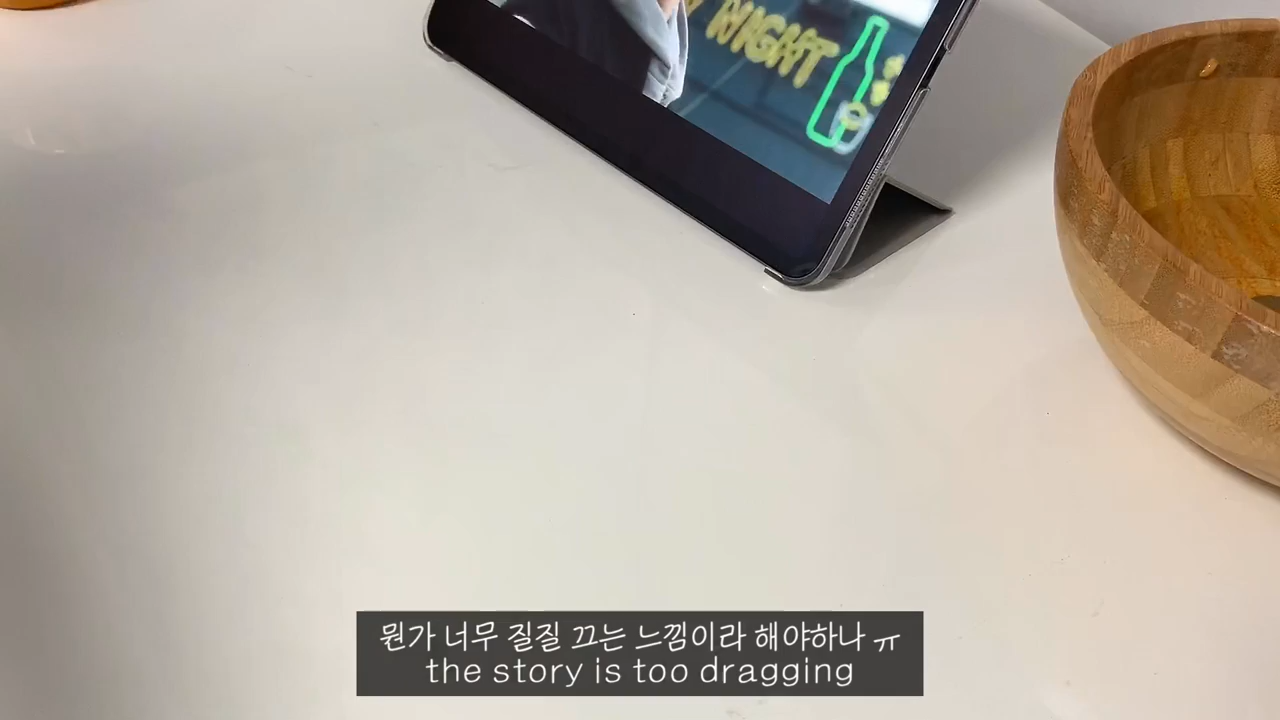 NIGHT
뭔가 너무 질질 끄는 느낌이라 해야하나 ㅠ
the story is too dragging